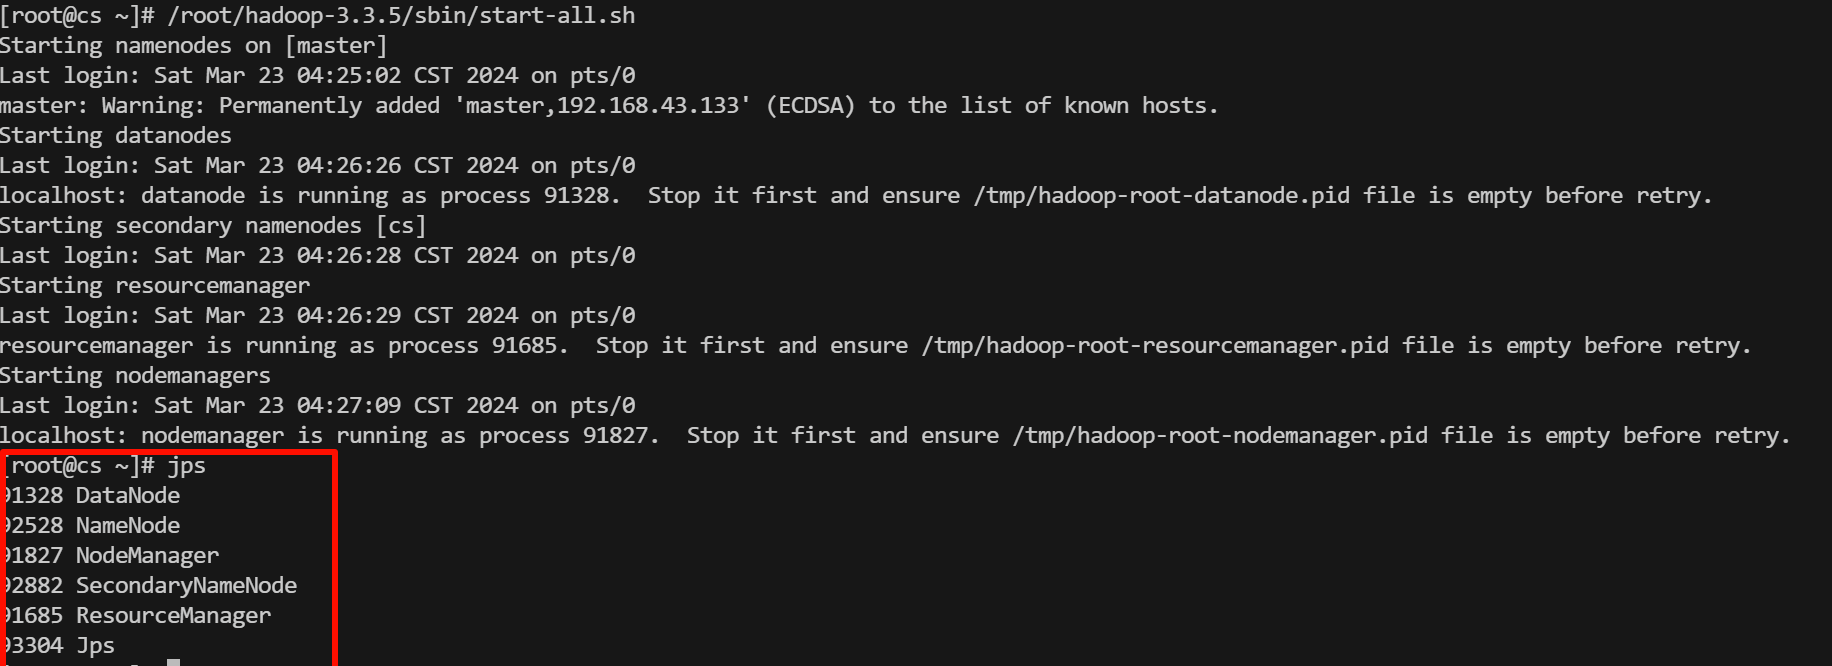 [root@cs ~]# /root/hadoop-3.3.5/sbin/start-all.sh
Starting namenodes on [master]
Last login: Sat Mar 23 04:25:02 CST 2024 on pts/0
master: Warning: Permanently added 'master,192.168.43.133' (ECDSA) to the list of known hosts.
Starting datanodes
Last login: Sat Mar 23 04:26:26 CST 2024 on pts/0
localhost: datanode is running as process 91328.  Stop it first and ensure /tmp/hadoop-root-datanode.pid file is empty before retry.
Starting secondary namenodes [cs]
Last login: Sat Mar 23 04:26:28 CST 2024 on pts/0
Starting resourcemanager
Last login: Sat Mar 23 04:26:29 CST 2024 on pts/0
resourcemanager is running as process 91685.  Stop it first and ensure /tmp/hadoop-root-resourcemanager.pid file is empty before retry.
Starting nodemanagers
Last login: Sat Mar 23 04:27:09 CST 2024 on pts/0
localhost: nodemanager is running as process 91827.  Stop it first and ensure /tmp/hadoop-root-nodemanager.pid file is empty before retry.
[root@cs ~]# jps
91328 DataNode
92528 NameNode
91827 NodeManager
92882 SecondaryNameNode
91685 ResourceManager
93304 Jps